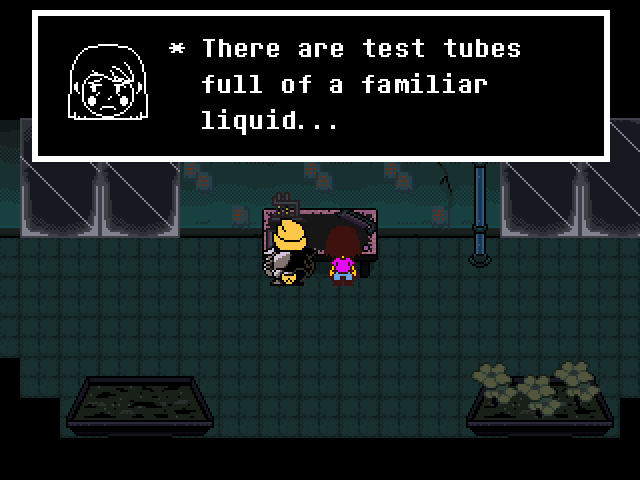 * There are test tubes
full of a familiar
liquid...